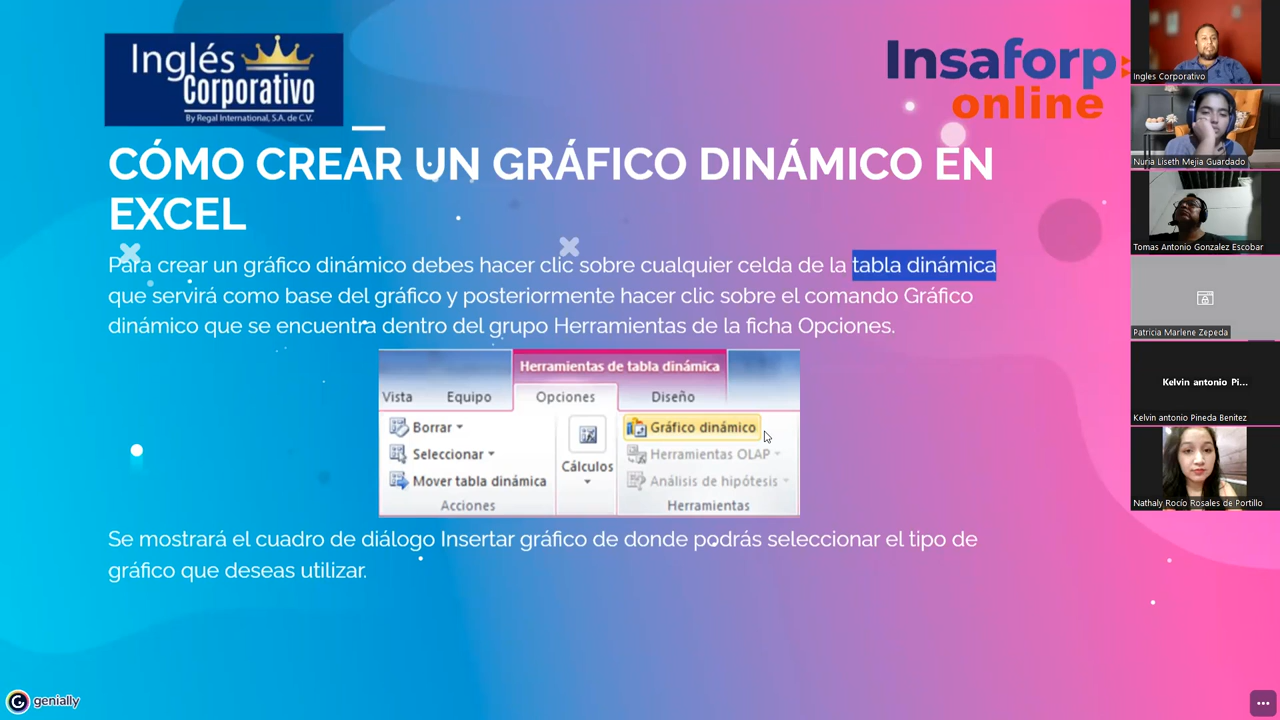 Inglés
Corporativo
By Regal International, S.A. de C.V.
Insaforp
online
CÓMO CREAR UN GRÁFICO DINÁMICO EN
EXCEL
Para crear un gráfico dinámico debes hacer clic sobre cualquier celda de la tabla dinámica
que servirá como base del gráfico y posteriormente hacer clic sobre el comando Gráfico
dinámico que se encuentra dentro del grupo Herramientas de la ficha Opciones.
Herramientas de tabla dinámica
Vista Equipo Opciones Diseño
Borrar
Seleccionar
Mover tabla dinámica
Acciones
Cálculos
Gráfico dinámico
Herramientas OLAP
Análisis de hipótesis
Herramientas
Se mostrará el cuadro de diálogo Insertar gráfico de donde podrás seleccionar el tipo de
gráfico que deseas utilizar.
genially
Ingles Corporativo
Nuria Liseth Mejia Guardado
Tomas Antonio Gonzalez Escobar
Patricia Marlene Zepeda
Kelvin antonio Pi...
Kelvin antonio Pineda Benitez
Nathaly Rocío Rosales de Portillo